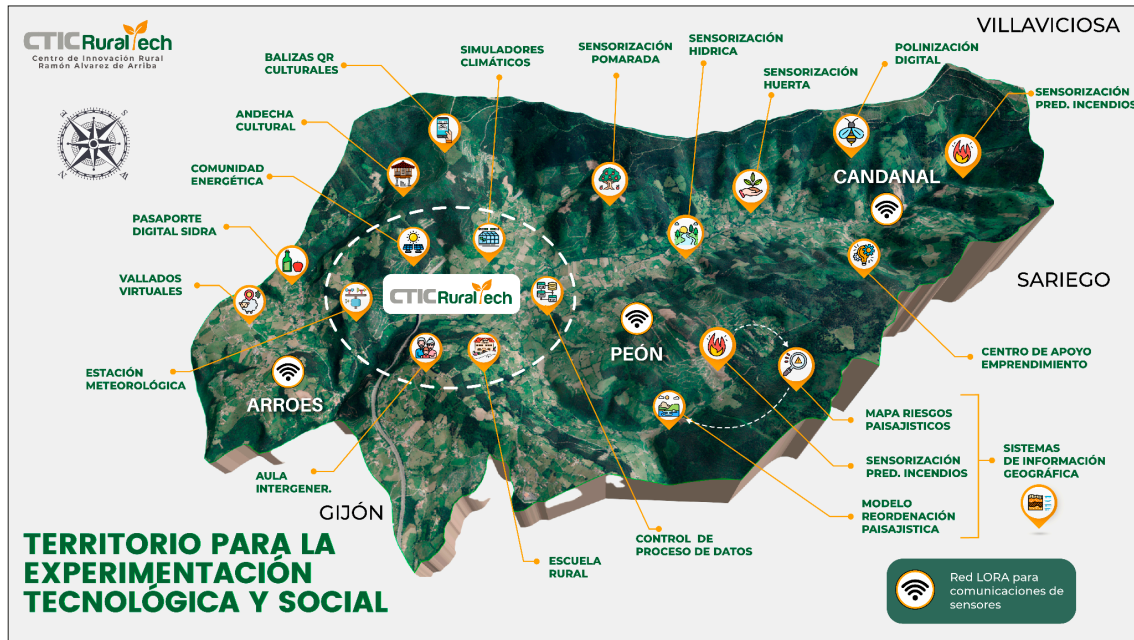 CTIC RuralTech
Centro de Innovación Rural
Ramón Alvarez de Arriba
VILLAVICIOSA
BALIZAS QR
CULTURALES
SIMULADORES
CLIMÁTICOS
SENSORIZACIÓN
POMARADA
SENSORIZACIÓN
HIDRICA
SENSORIZACIÓN
HUERTA
POLINIZACIÓN
DIGITAL
SENSORIZACIÓN
PRED. INCENDIOS
ANDECHA
CULTURAL
COMUNIDAD
ENERGÉTICA
CANDANAL
PASAPORTE
DIGITAL SIDRA
VALLADOS
VIRTUALES
CTIC RuralTech
SARIEGO
PEÓN
ESTACIÓN
METEOROLÓGICA
ARROES
CENTRO DE APOYO
EMPRENDIMIENTO
MAPA RIESGOS
PAISAJISTICOS
SENSORIZACIÓN
PRED. INCENDIOS
MODELO
REORDENACIÓN
PAISAJISTICA
SISTEMAS
DE INFORMACIÓN
GEOGRÁFICA
AULA
INTERGENER.
GIJÓN
ESCUELA
RURAL
CONTROL DE
PROCESO DE DATOS
TERRITORIO PARA LA
EXPERIMENTACIÓN
TECNOLÓGICA Y SOCIAL
Red LORA para
comunicaciones de
sensores